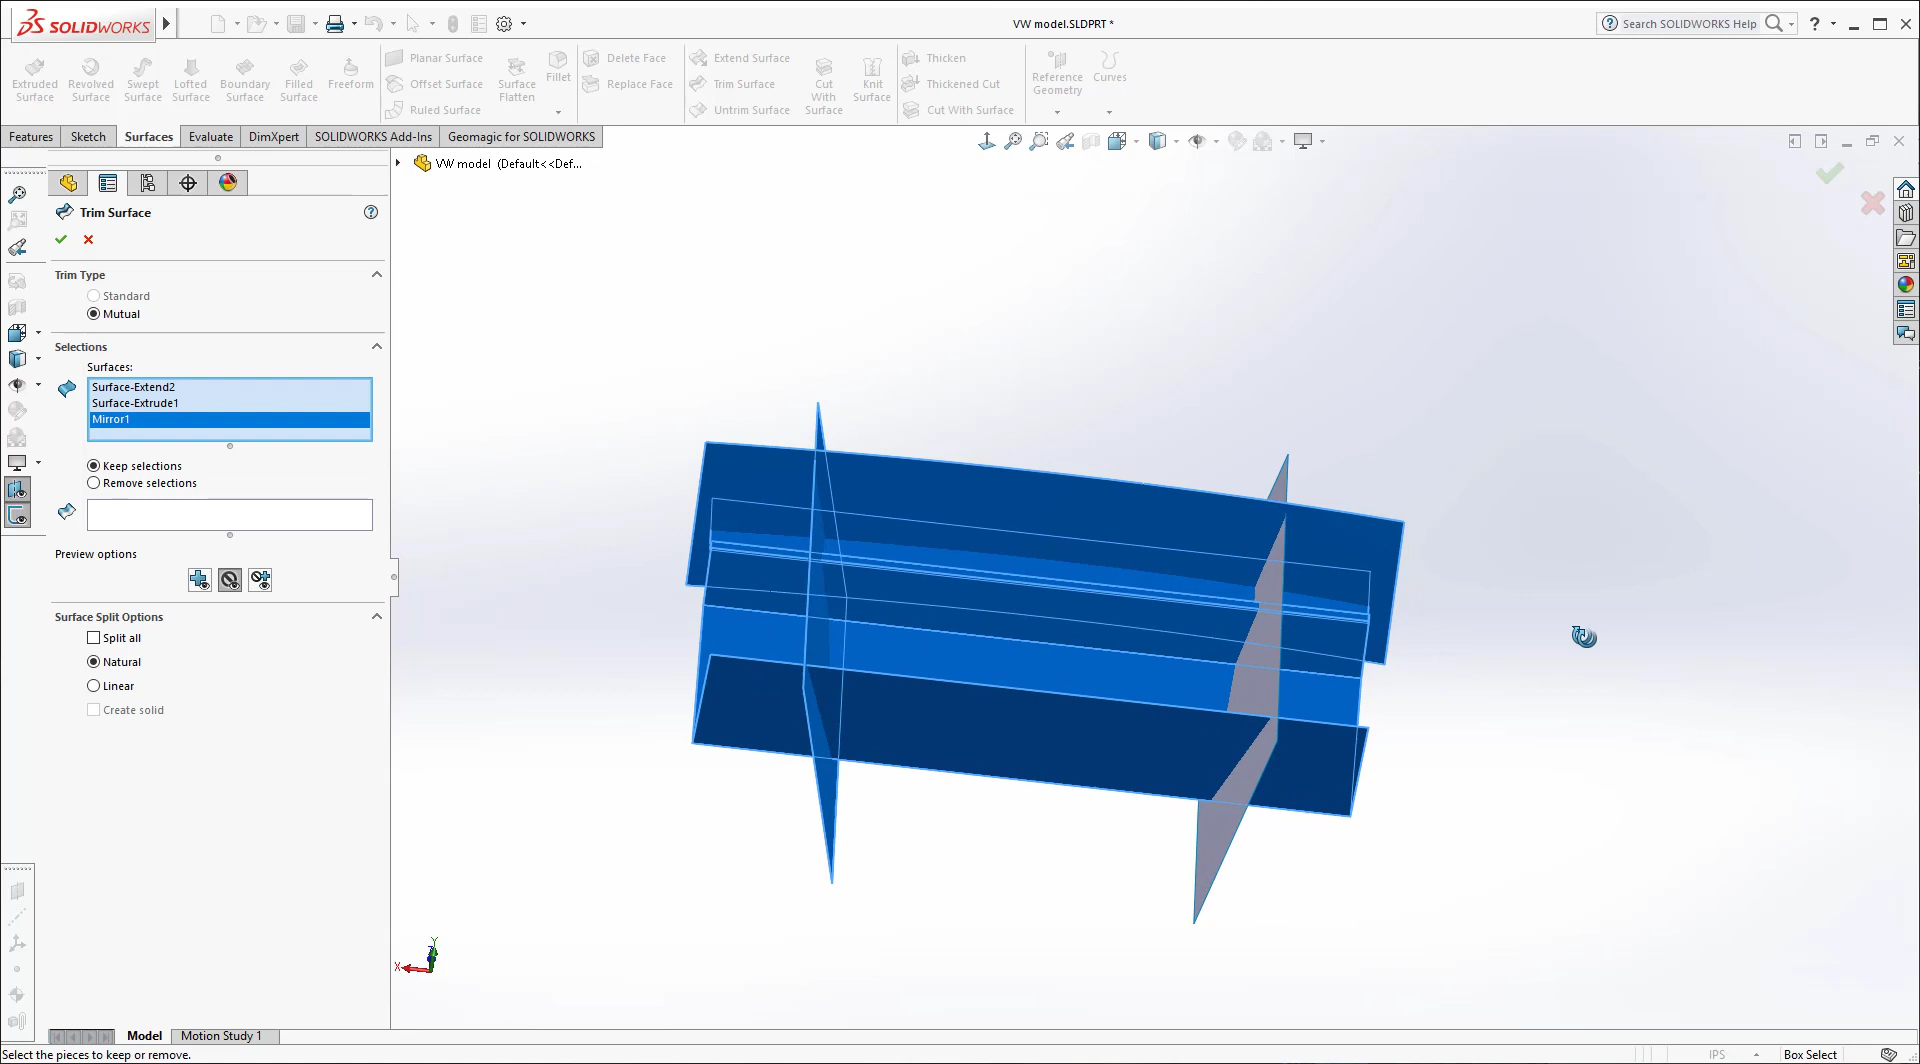 SOLIDWORKS
VW model.SLDPRT *
Search SOLIDWORKS Help
?
Extruded Surface
Revolved Surface
Swept Surface
Lofted Surface
Boundary Surface
Filled Surface
Freeform
Planar Surface
Offset Surface
Ruled Surface
Surface Flatten
Fillet
Delete Face
Replace Face
Extend Surface
Trim Surface
Untrim Surface
Cut With Surface
Knit Surface
Thicken
Thickened Cut
Cut With Surface
Reference Geometry
Curves
Features
Sketch
Surfaces
Evaluate
DimXpert
SOLIDWORKS Add-Ins
Geomagic for SOLIDWORKS
VW model (Default<<Def...
Trim Surface
?
Trim Type
Standard
Mutual
Selections
Surfaces:
Surface-Extend2
Surface-Extrude1
Mirror1
Keep selections
Remove selections
Preview options
Surface Split Options
Split all
Natural
Linear
Create solid
Y
X
Model
Motion Study 1
Select the pieces to keep or remove.
IPS
Box Select